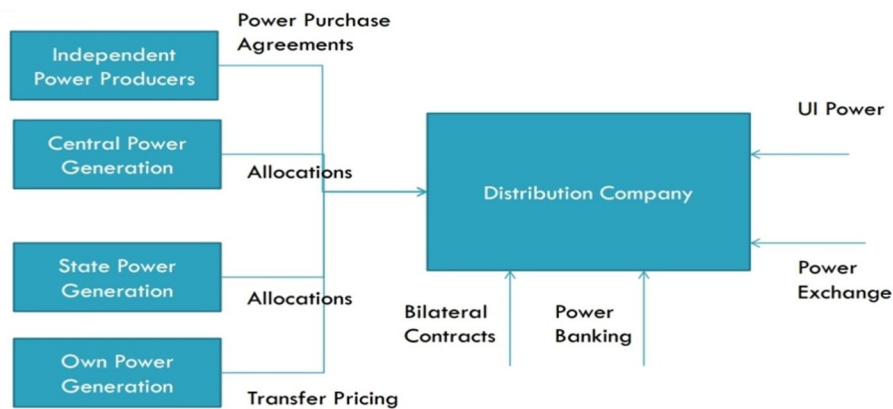 Power Purchase
Agreements
Independent
Power Producers
UI Power
Central Power
Generation
Allocations
Distribution Company
State Power
Generation
Allocations
Power
Exchange
Bilateral
Contracts
Power
Banking
Own Power
Generation
Transfer Pricing